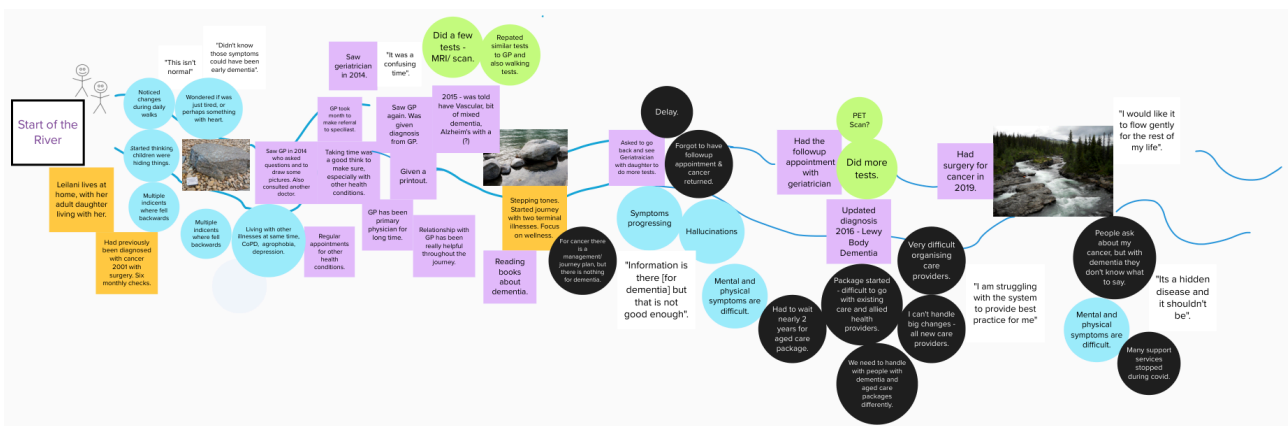 Start of the
River
Leilani lives at
home, with her
adult daughter
living with her.
Had previously
been diagnosed
with cancer
2001 with
surgery. Six
monthly checks.
Noticed
changes
during daily
walks
"This isn't
normal"
"Didn't know
those symptoms
could have been
early dementia".
Wondered if was
just tired, or
perhaps something
with heart.
Started thinking
children were
hiding things.
Multiple
indicents
where fell
backwards
Multiple
indicents
where fell
backwards
Saw GP in 2014
who asked
questions and to
draw some
pictures. Also
consulted
another
doctor.
Living with other
illnesses at same time,
CoPD, agrophobia,
depression.
Regular
appointments
for other
health
conditions.
GP took
month to
make referral
to speciliest.
Taking time was
a good think to
make sure,
especially with
other health
conditions.
Saw
geriatrician
in 2014.
"It was a
confusing
time".
Did a few
tests -
MRI/ scan.
Repated
similar tests
to GP and
also walking
tests.
Saw GP
again. Was
given
diagnosis
from GP.
2015 - was told
have Vascular, bit
of mixed
dementia,
Alzheim's with a
(?)
Given a
printout.
GP has been
primary
physician for
long time.
Relationship with
GP has been
really helpful
throughout the
journey.
Stepping tones.
Started journey
with two terminal
illnesses. Focus
on wellness.
Reading
books
about
dementia.
For cancer there
is a
management/
journey plan, but
there is nothing
for dementia.
Asked to go
back and see
Geriatrician
with daughter to
do more tests.
Delay.
Forgot to have
followup
appointment &
cancer
returned.
Symptoms
progressing
Hallucinations
"Information is
there [for
dementia] but
that is not
good enough".
Mental and
physical
symptoms are
difficult.
Had to wait
nearly 2
years for
aged care
package.
Had the
followup
appointment
with
geriatrician
PET
Scan?
Did more
tests.
Updated
diagnosis
2016 - Lewy
Body
Dementia
Package started
- difficult to go
with existing
care and allied
health
providers.
Very difficult
organising
care
providers.
I can't handle
big changes -
all new care
providers.
We need to handle
with people with
dementia and
aged care
packages
differently.
Had
surgery for
cancer in
2019.
"I am struggling
with the system
to provide best
practice for me"
"I would like it
to flow gently
for the rest of
my life".
People ask
about my
cancer, but with
dementia they
don't know what
to say.
"Its a hidden
disease and it
shouldn't
be".
Mental and
physical
symptoms are
difficult.
Many support
services
stopped
during covid.